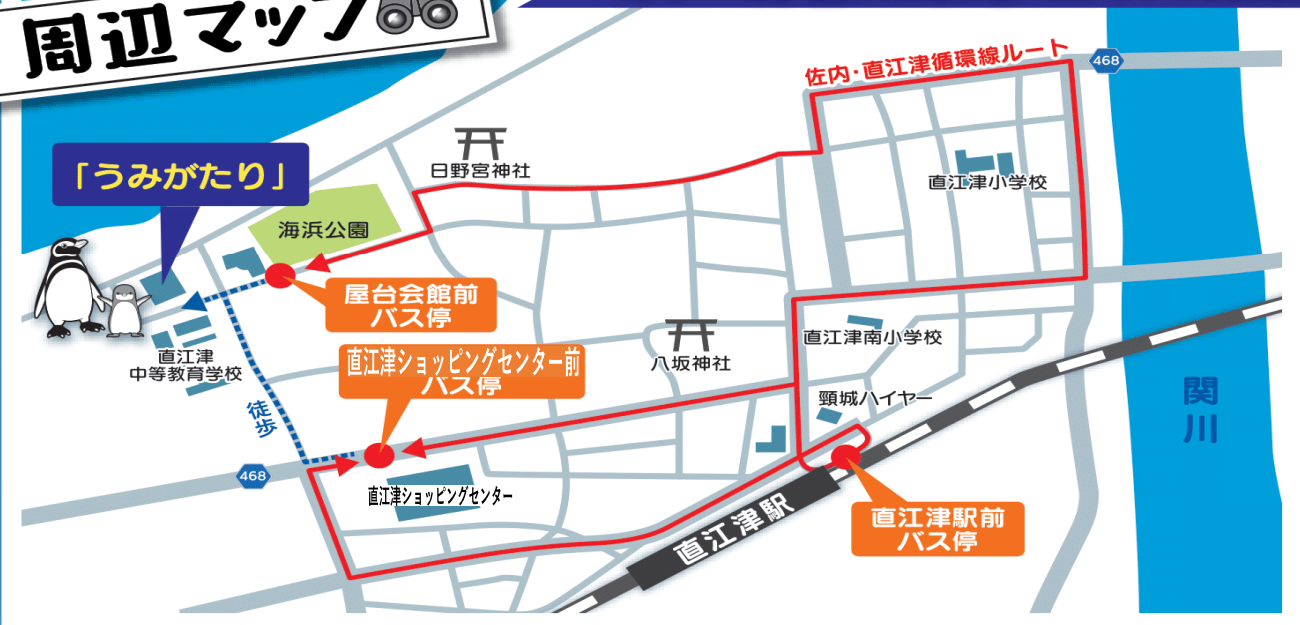 周辺マップ
佐内・直江津循環線ルート
468
「うみがたり」
日野宮神社
直江津小学校
海浜公園
屋台会館前
バス停
直江津ショッピングセンター前
バス停
直江津
中等教育学校
八坂神社
直江津南小学校
頸城ハイヤー
徒歩
関川
468
直江津ショッピングセンター
直江津駅
直江津駅前
バス停